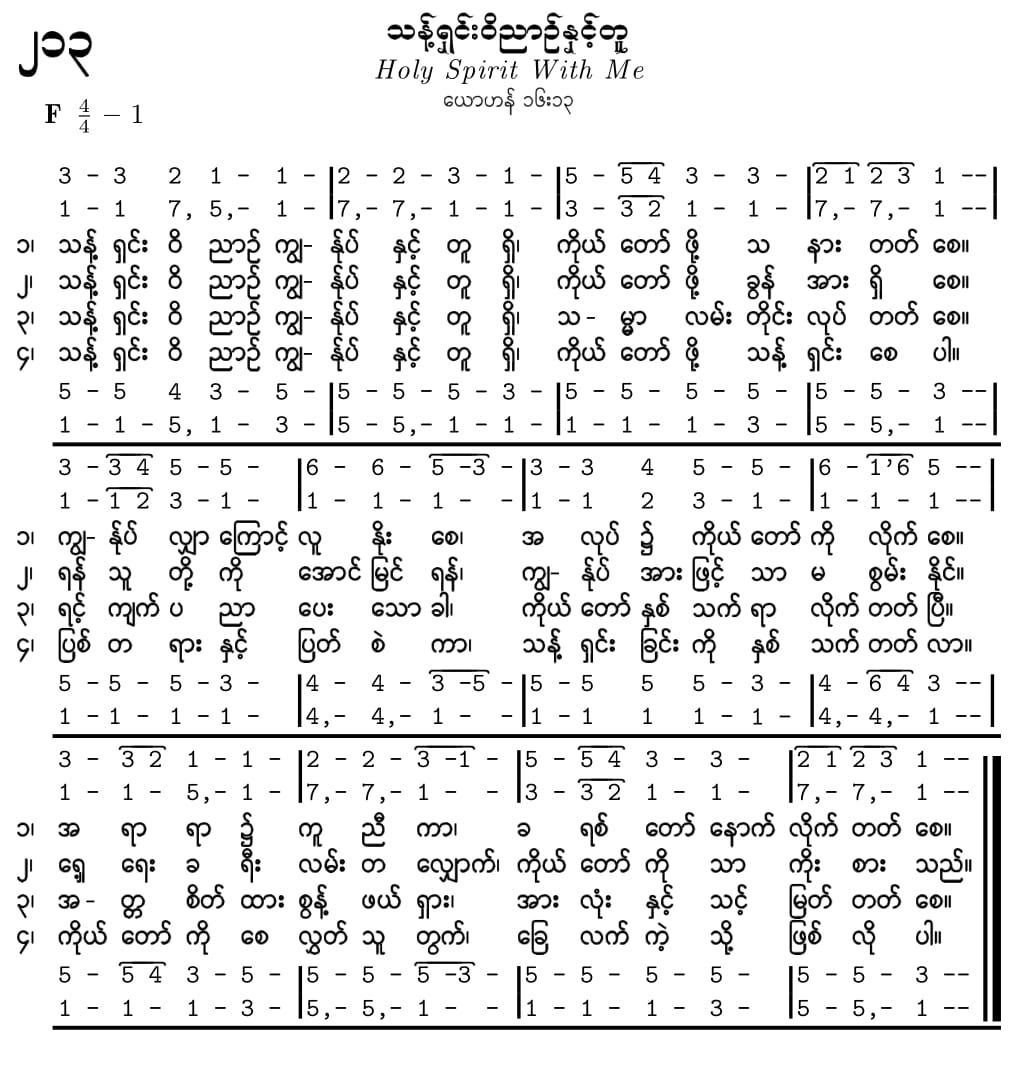 ၂၁၃
သန့်ရှင်းဝိညာဉ်နှင့်တူ
Holy Spirit With Me
ယောဟန် ၁၆း၁၃
F 4/4 – 1
3 – 3 2 1 – 1 – |2 – 2 – 3 – 1 – |5 – 5 4 3 – 3 – |2 1 2 3 1 –– |
1 – 1 7, 5,– 1 – |7,– 7,– 1 – 1 – |3 – 3 2 1 – 1 – |7,– 7,– 1 –– |
၁၊ သန့် ရှင်း ဝိ ညာဉ် ကျွ– န်ုပ် နှင့် တူ ရှိ၊ ကိုယ် တော် ဖို့ သ နား တတ် စေ။
၂၊ သန့် ရှင်း ဝိ ညာဉ် ကျွ– န်ုပ် နှင့် တူ ရှိ၊ ကိုယ် တော် ဖို့ ခွန် အား ရှိ စေ။
၃၊ သန့် ရှင်း ဝိ ညာဉ် ကျွ– န်ုပ် နှင့် တူ ရှိ၊ သ – မ္မာ လမ်း တိုင်း လုပ် တတ် စေ။
၄၊ သန့် ရှင်း ဝိ ညာဉ် ကျွ– န်ုပ် နှင့် တူ ရှိ၊ ကိုယ် တော် ဖို့ သန့် ရှင်း စေ ပါ။
5 – 5 4 3 – 5 – |5 – 5 – 5 – 3 – |5 – 5 – 5 – 5 – |5 – 5 – 3 –– |
1 – 1 – 5, 1 – 3 – |5 – 5,– 1 – 1 – |1 – 1 – 1 – 3 – |5 – 5,– 1 –– |
3 – 3 4 5 – 5 – |6 – 6 – 5 –3 – |3 – 3 4 5 – 5 – |6 – 1’6 5 –– |
1 – 1 2 3 – 1 – |1 – 1 – 1 – – |1 – 1 2 3 – 1 – |1 – 1 – 1 –– |
၁၊ ကျွ– န်ုပ် လျှာ ကြောင့် လူ နိုး စေ၊ အ လုပ် ၌ ကိုယ် တော် ကို လိုက် စေ။
၂၊ ရန် သူ တို့ ကို အောင် မြင် ရန်၊ ကျွ– န်ုပ် အား ဖြင့် သာ မ စွမ်း နိုင်။
၃၊ ရင့် ကျက် ပ ညာ ပေး သော ခါ၊ ကိုယ် တော် နှစ် သက် ရာ လိုက် တတ် ပြီ။
၄၊ ပြစ် တ ရား နှင့် ပြတ် စဲ ကာ၊ သန့် ရှင်း ခြင်း ကို နှစ် သက် တတ် လာ။
5 – 5 – 5 – 3 – |4 – 4 – 3 –5 – |5 – 5 5 5 – 3 – |4 – 6 4 3 –– |
1 – 1 – 1 – 1 – |4,– 4,– 1 – – |1 – 1 1 1 – 1 – |4,– 4,– 1 –– |
3 – 3 2 1 – 1 – |2 – 2 – 3 –1 – |5 – 5 4 3 – 3 – |2 1 2 3 1 ––
1 – 1 – 5,– 1 – |7,– 7,– 1 – – |3 – 3 2 1 – 1 – |7,– 7,– 1 ––
၁၊ အ ရာ ရာ ၌ ကူ ညီ ကာ၊ ခ ရစ် တော် နောက် လိုက် တတ် စေ။
၂၊ ရှေ့ ရေး ခ ရီး လမ်း တ လျှောက်၊ ကိုယ် တော် ကို သာ ကိုး စား သည်။
၃၊ အ – တ္တ စိတ် ထား စွန့် ဖယ် ရှား၊ အား လုံး နှင့် သင့် မြတ် တတ် စေ။
၄၊ ကိုယ် တော် ကို စေ လွှတ် သူ တွက်၊ ခြေ လက် ကဲ့ သို့ ဖြစ် လို ပါ။
5 – 5 4 3 – 5 – |5 – 5 – 5 –3 – |5 – 5 – 5 – 5 – |5 – 5 – 3 ––
1 – 1 – 1 – 3 – |5,– 5,– 1 – – |1 – 1 – 1 – 3 – |5 – 5,– 1 ––